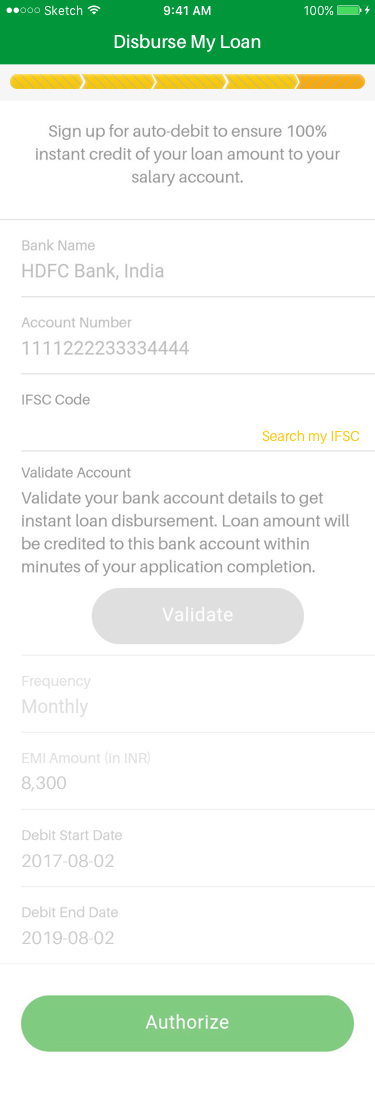 Sketch 9:41 AM 100%
Disburse My Loan
Sign up for auto-debit to ensure 100%
instant credit of your loan amount to your
salary account.
Bank Name
HDFC Bank, India
Account Number
1111222233334444
IFSC Code
Search my IFSC
Validate Account
Validate your bank account details to get
instant loan disbursement. Loan amount will
be credited to this bank account within
minutes of your application completion.
Validate
Frequency
Monthly
EMI Amount (in INR)
8,300
Debit Start Date
2017-08-02
Debit End Date
2019-08-02
Authorize